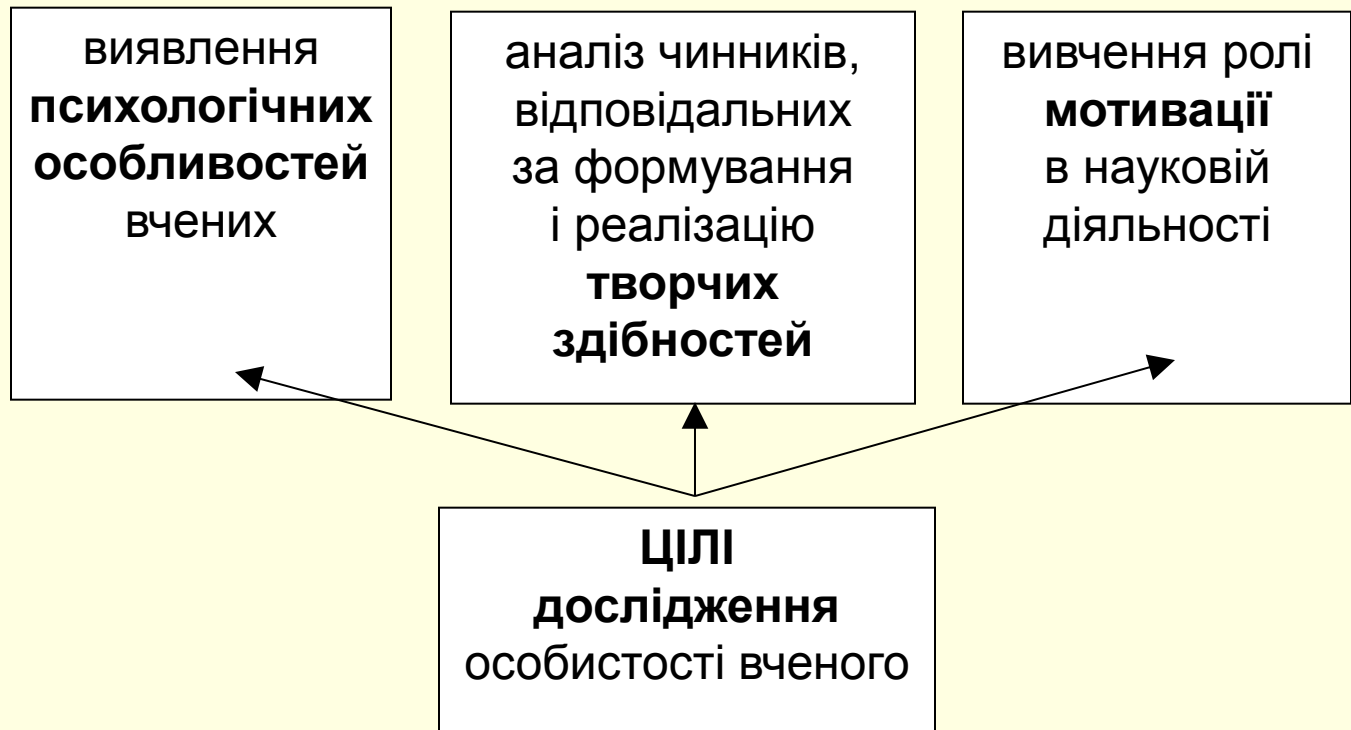 виявлення
психологічних
особливостей
вчених
аналіз чинників,
відповідальних
за формування
і реалізацію
творчих
здібностей
вивчення ролі
мотивації
в науковій
діяльності
ЦІЛІ
дослідження
особистості вченого